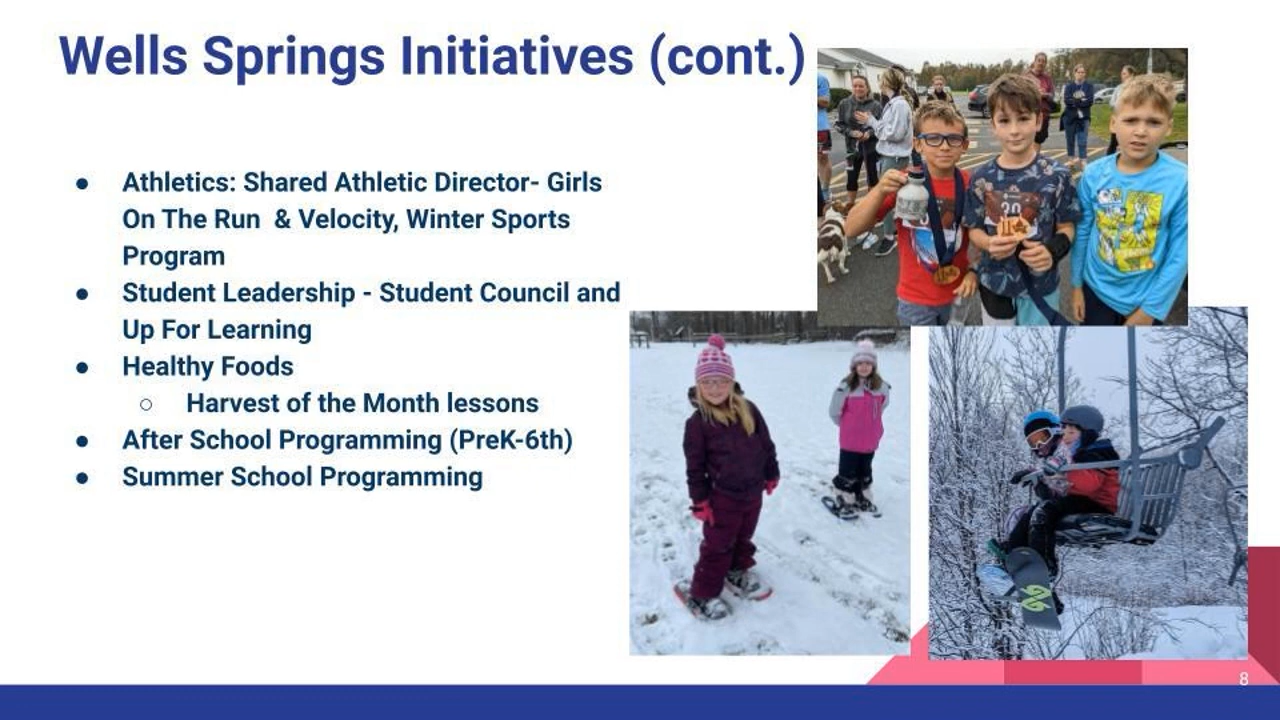 Wells Springs Initiatives (cont.)
● Athletics: Shared Athletic Director- Girls
On The Run & Velocity, Winter Sports
Program
● Student Leadership - Student Council and
Up For Learning
● Healthy Foods
○ Harvest of the Month lessons
● After School Programming (PreK-6th)
● Summer School Programming
8